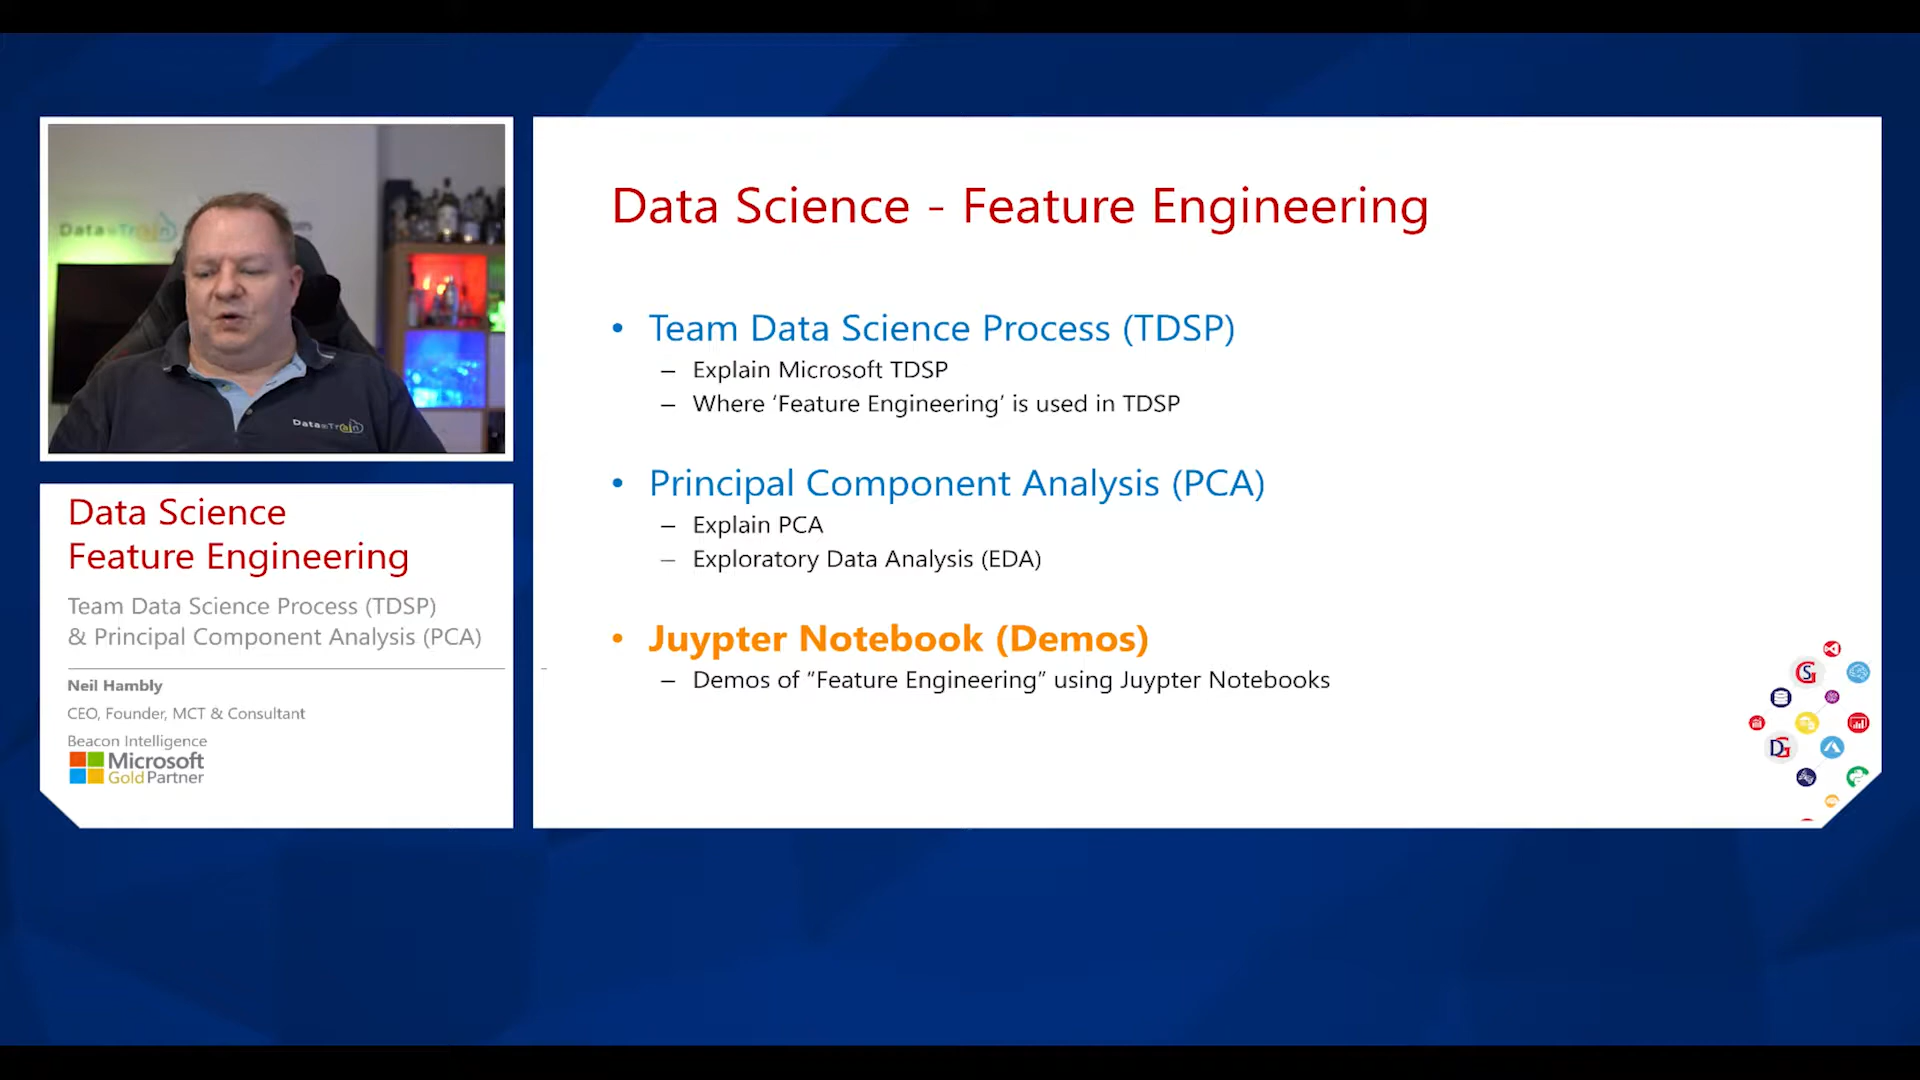 Data Science
Feature Engineering
Team Data Science Process (TDSP)
& Principal Component Analysis (PCA)
Neil Hambly
CEO, Founder, MCT & Consultant
Beacon Intelligence
Microsoft
Gold Partner
Data Science - Feature Engineering
• Team Data Science Process (TDSP)
– Explain Microsoft TDSP
– Where ‘Feature Engineering’ is used in TDSP
• Principal Component Analysis (PCA)
– Explain PCA
– Exploratory Data Analysis (EDA)
• Juypter Notebook (Demos)
– Demos of “Feature Engineering” using Juypter Notebooks